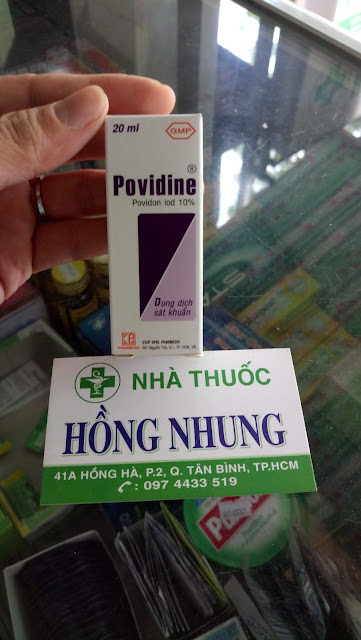 20 ml
GMP
Povidine®
Povidon iod 10%
Dung dịch
sát khuẩn
PHARMEDIC
NHÀ THUỐC
HỒNG NHUNG
41A HỒNG HÀ, P.2, Q. TÂN BÌNH, TP.HCM
: 097 4433 519